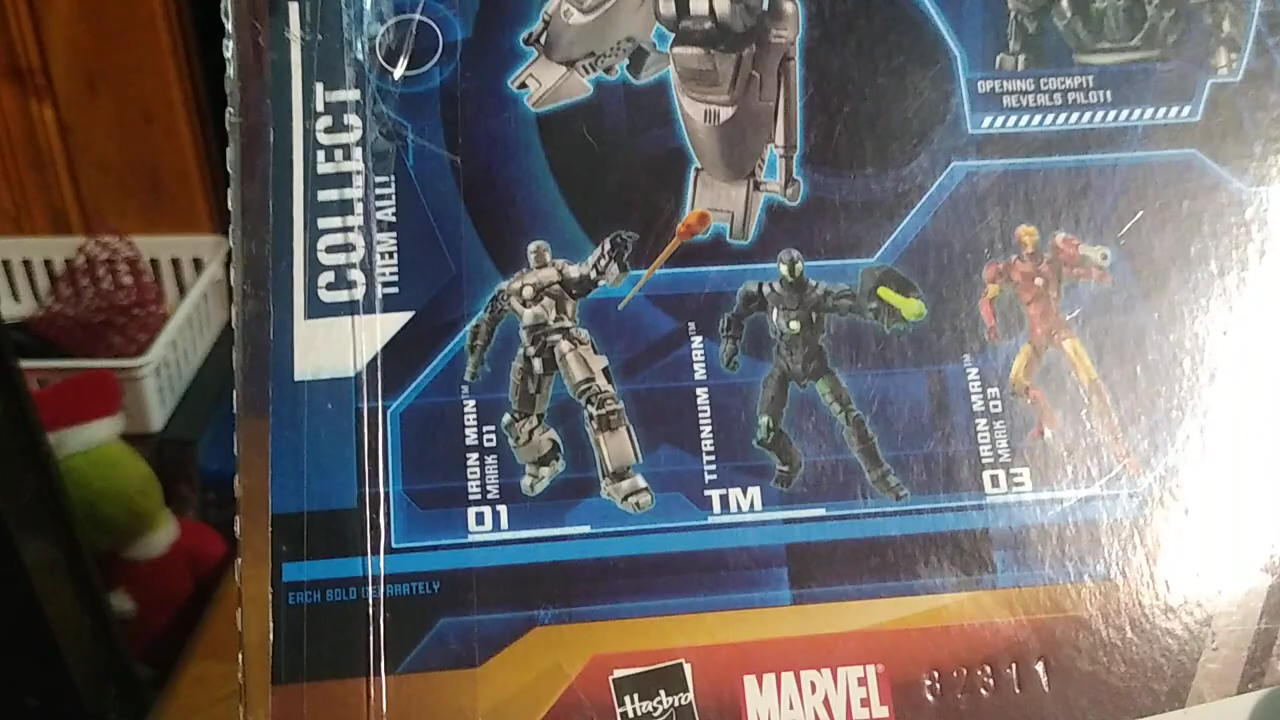 OPENING COCKPIT
REVEALS PILOT!
COLLECT
THEM ALL!
IRON MAN™
MARK 01
01
TITANIUM MAN™
TM
IRON MAN™
MARK 03
03
EACH SOLD SEPARATELY
Hasbro
MARVEL®